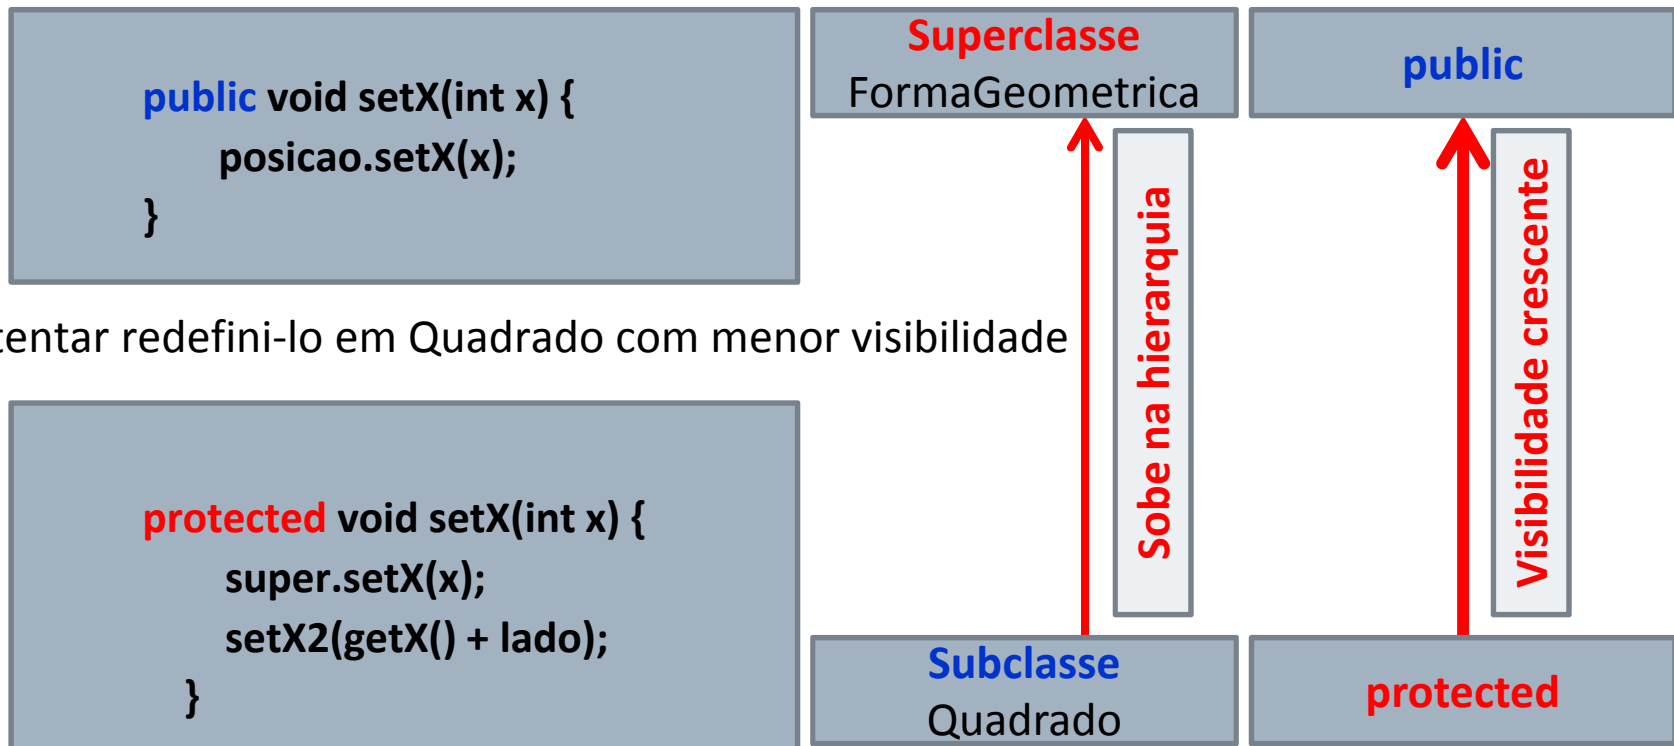 public void setX(int x) {
posicao.setX(x);
}
tentar redefini-lo em Quadrado com menor visibilidade
protected void setX(int x) {
super.setX(x);
setX2(getX() + lado);
}
Superclasse
FormaGeometrica
Sobe na hierarquia
Subclasse
Quadrado
public
Visibilidade crescente
protected